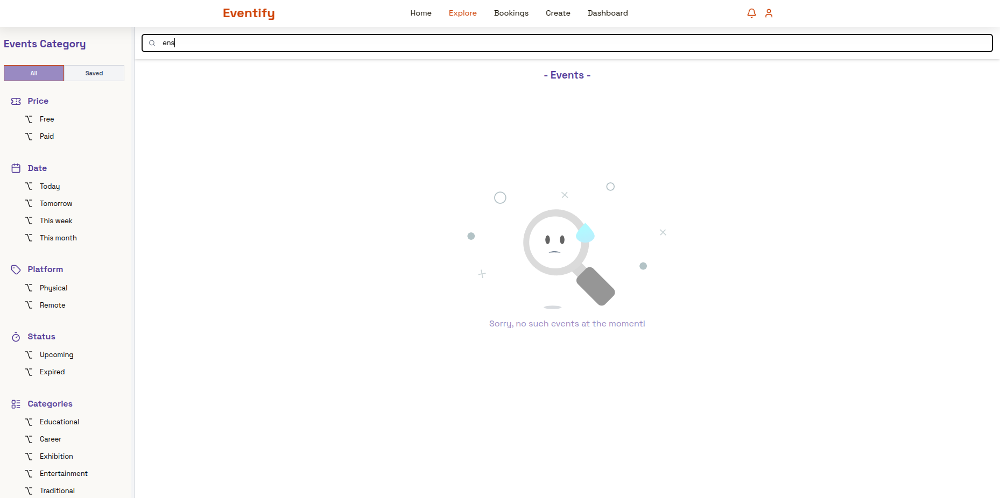 Eventify
Home Explore Bookings Create Dashboard
Events Category
All Saved
Price
Free
Paid
Date
Today
Tomorrow
This week
This month
Platform
Physical
Remote
Status
Upcoming
Expired
Categories
Educational
Career
Exhibition
Entertainment
Traditional
ens
- Events -
Sorry, no such events at the moment!